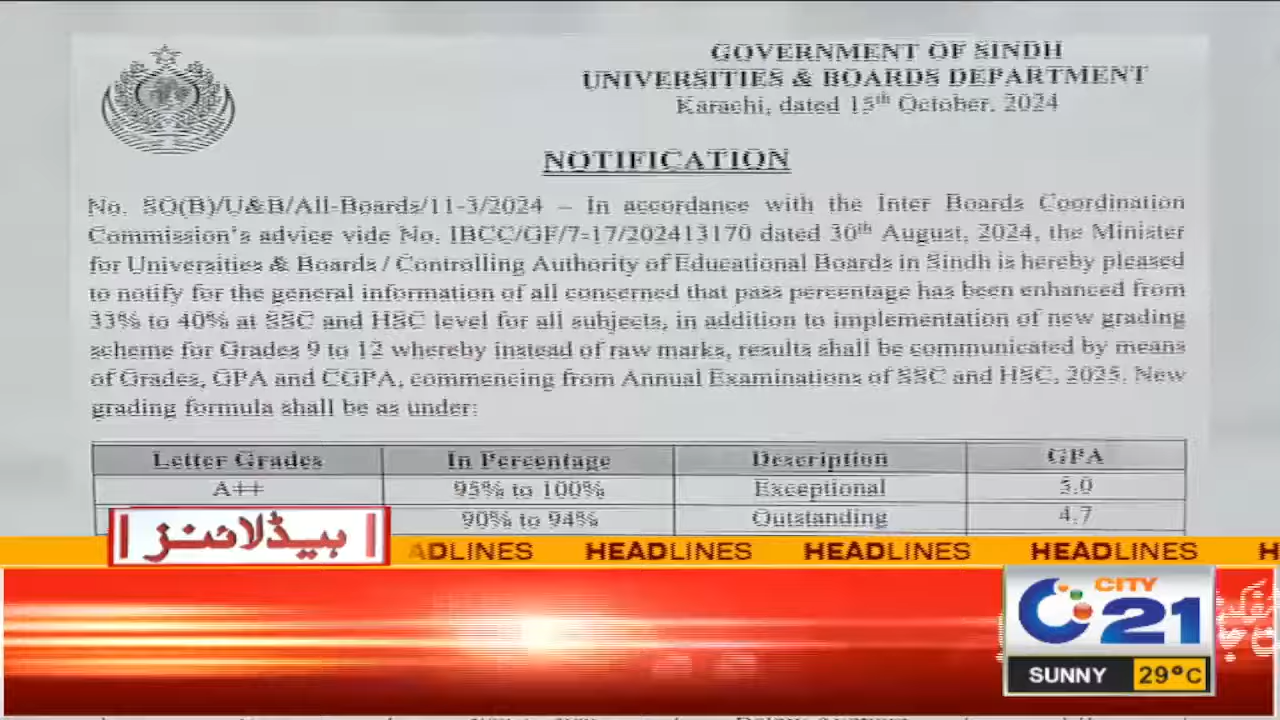 GOVERNMENT OF SINDH
UNIVERSITIES & BOARDS DEPARTMENT
Karachi, dated 15th October, 2024
NOTIFICATION
No. SO(B)/U&B/All-Boards/11-3/2024 – In accordance with the Inter Boards Coordination
Commission's advice vide No. IBCC/GF/7-17/202413170 dated 30th August, 2024, the Minister
for Universities & Boards / Controlling Authority of Educational Boards in Sindh is hereby pleased
to notify for the general information of all concerned that pass percentage has been enhanced from
33% to 40% at SSC and HSC level for all subjects, in addition to implementation of new grading
scheme for Grades 9 to 12 whereby instead of raw marks, results shall be communicated by means
of Grades, GPA and CGPA, commencing from Annual Examinations of SSC and HSC, 2025. New
grading formula shall be as under:
Letter Grades In Percentage Description GPA
A++ 95% to 100% Exceptional 5.0
90% to 94% Outstanding 4.7
ہیڈلائنز
ADLINES HEADLINES HEADLINES HEADLINES H
CITY
21
SUNNY 29°C